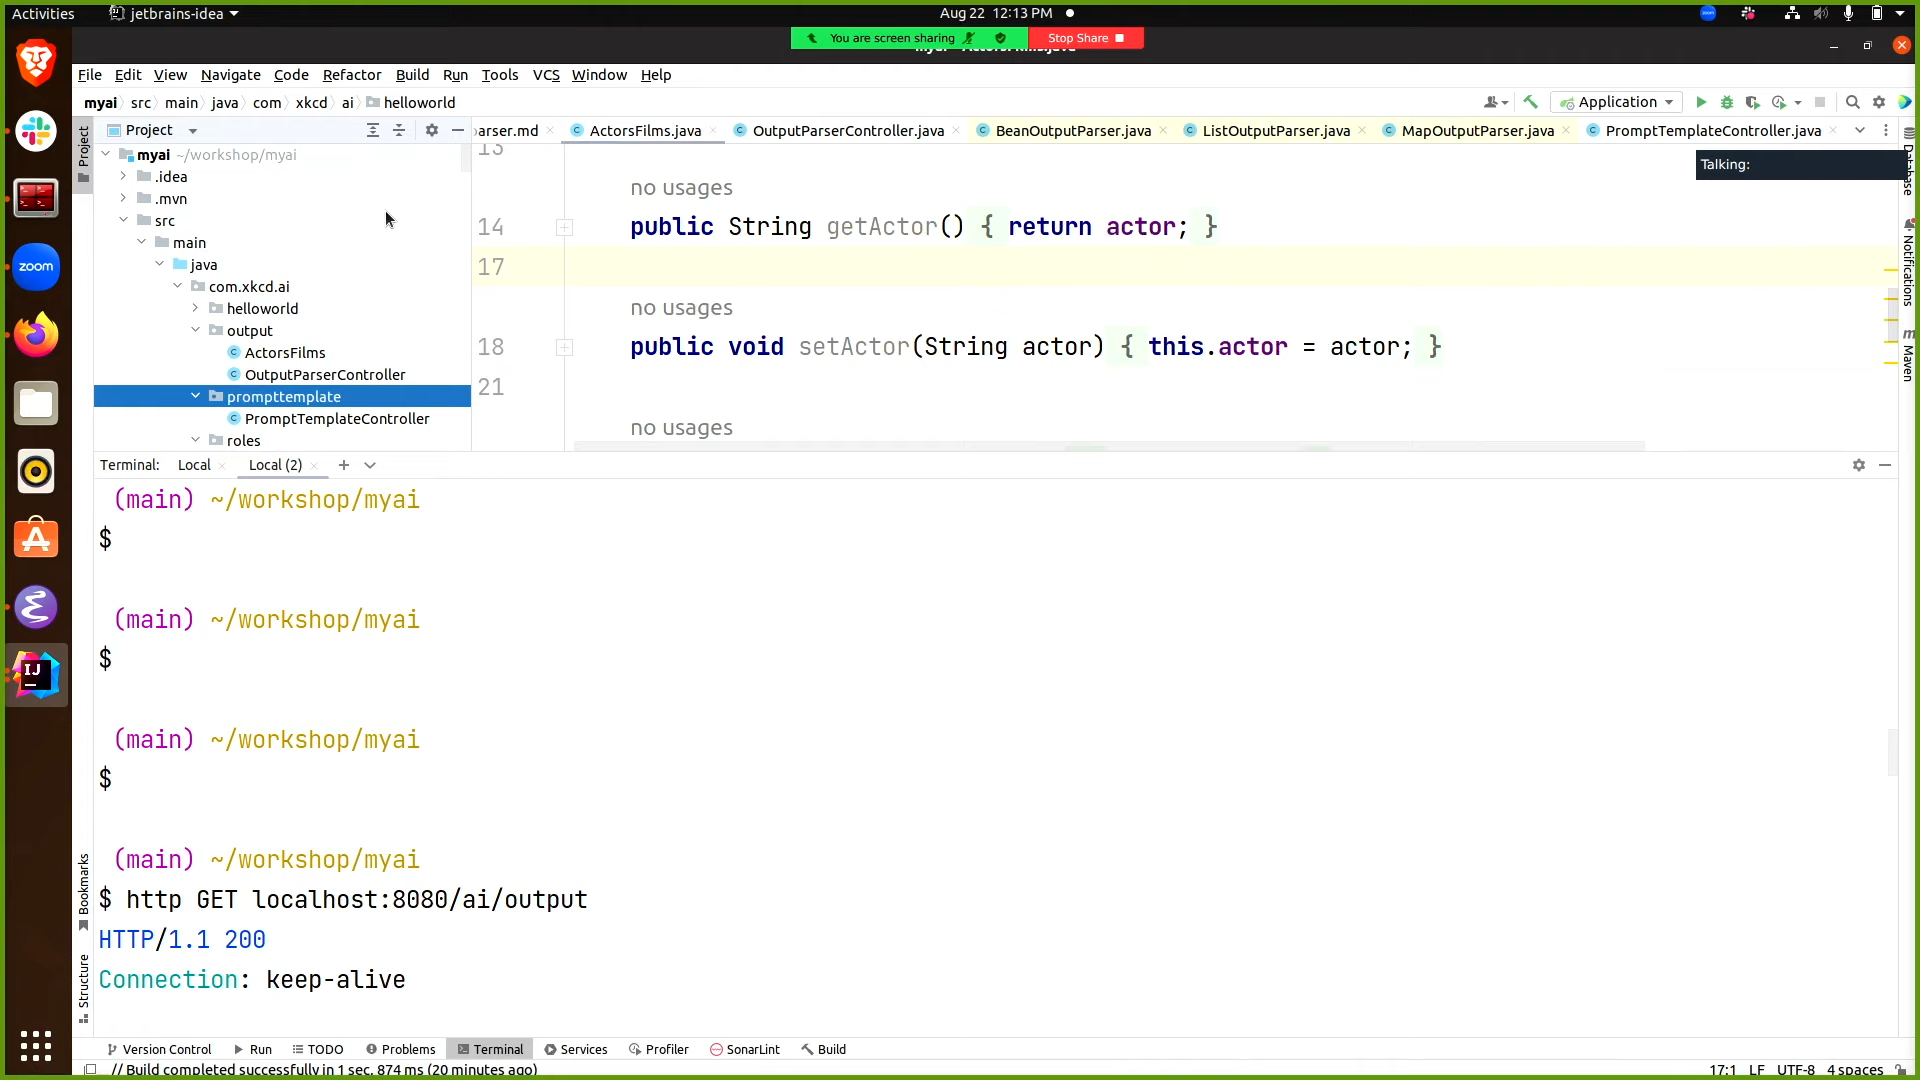 Activities
jetbrains-idea
Aug 22 12:13 PM
You are screen sharing
Stop Share
File Edit View Navigate Code Refactor Build Run Tools VCS Window Help
myai src main java com xkcd ai helloworld
Application
Project
arser.md
ActorsFilms.java
OutputParserController.java
BeanOutputParser.java
ListOutputParser.java
MapOutputParser.java
PromptTemplateController.java
Talking:
myai ~/workshop/myai
.idea
.mvn
src
main
java
com.xkcd.ai
helloworld
output
ActorsFilms
OutputParserController
prompttemplate
PromptTemplateController
roles
13
no usages
14 public String getActor() { return actor; }
17
no usages
18 public void setActor(String actor) { this.actor = actor; }
21
no usages
Project
Bookmarks
Structure
Database
Notifications
Maven
zoom
IJ
Terminal: Local Local (2)
(main) ~/workshop/myai
$
(main) ~/workshop/myai
$
(main) ~/workshop/myai
$
(main) ~/workshop/myai
$ http GET localhost:8080/ai/output
HTTP/1.1 200
Connection: keep-alive
Version Control Run TODO Problems Terminal Services Profiler SonarLint Build
// Build completed successfully in 1 sec, 874 ms (20 minutes ago)
17:1 LF UTF-8 4 spaces